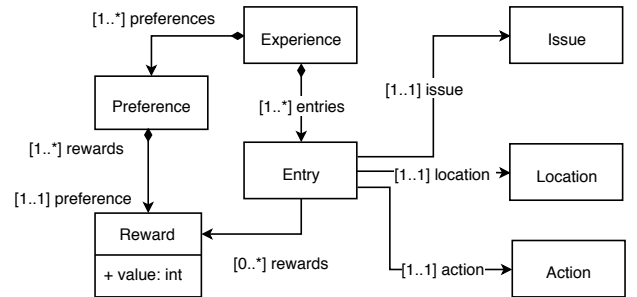 [1..*] preferences
Experience
Issue
[1..1] issue
Preference
[1..*] entries
[1..*] rewards
Entry
[1..1] location
Location
[1..1] preference
Reward
+ value: int
[0..*] rewards
[1..1] action
Action